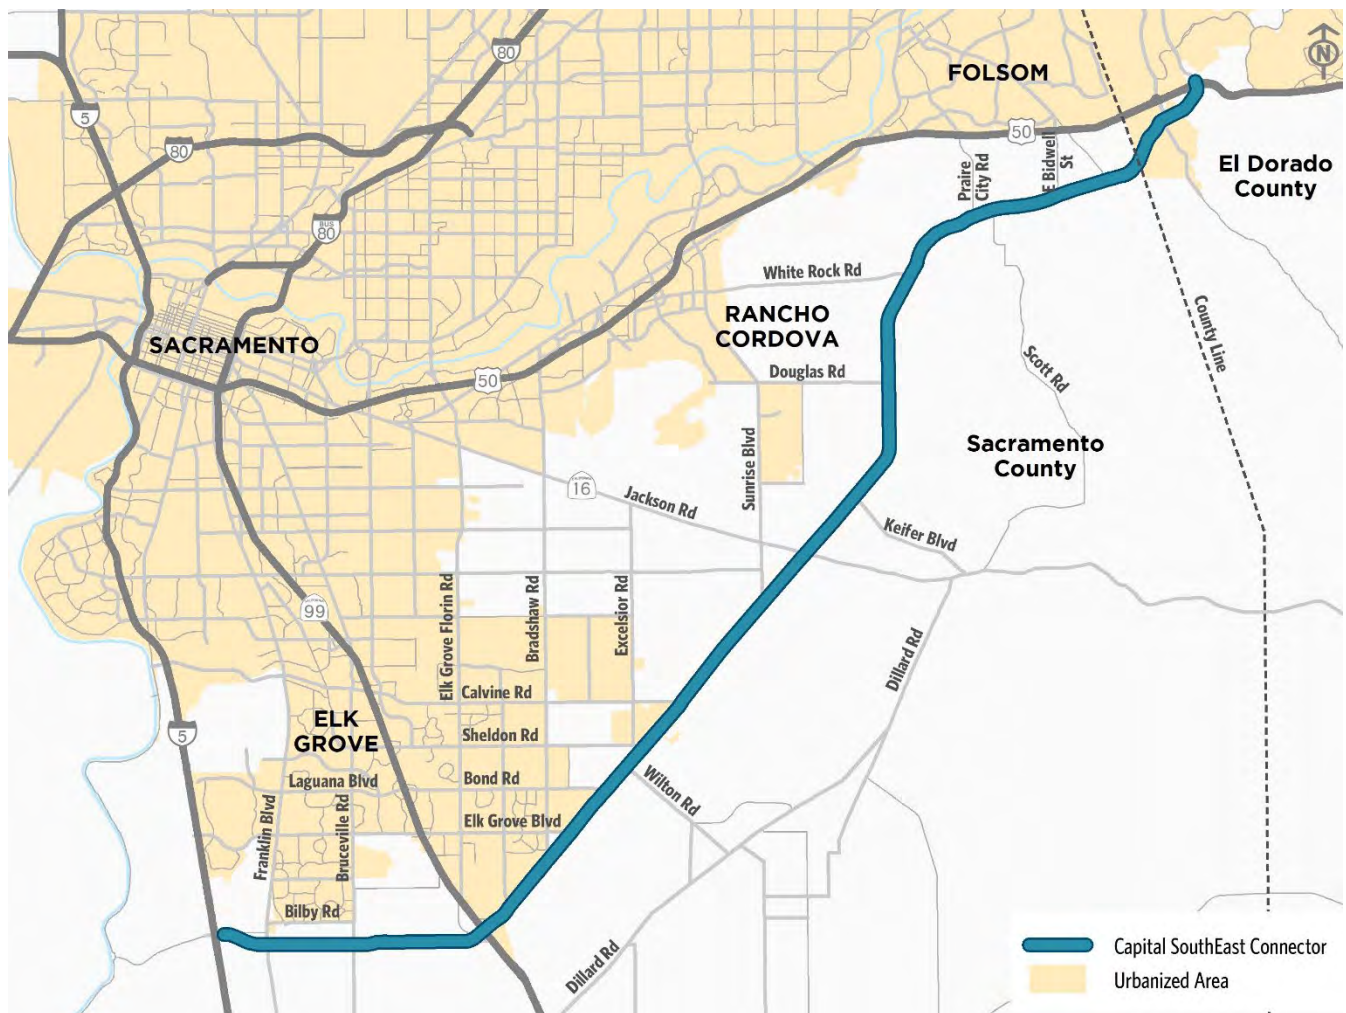 80
FOLSOM
N
5
80
50
E Bidwell
St
Praire
City Rd
El Dorado
County
BUS
80
White Rock Rd
County Line
RANCHO
CORDOVA
SACRAMENTO
Scott Rd
Douglas Rd
50
Sacramento
County
Sunrise Blvd
CALIFORNIA
16
Jackson Rd
Keifer Blvd
CALIFORNIA
99
Elk Grove Florin Rd
Bradshaw Rd
Excelsior Rd
Dillard Rd
Calvine Rd
ELK
GROVE
5
Sheldon Rd
Laguana Blvd
Bond Rd
Wilton Rd
Franklin Blvd
Bruceville Rd
Elk Grove Blvd
Bilby Rd
Dillard Rd
Capital SouthEast Connector
Urbanized Area